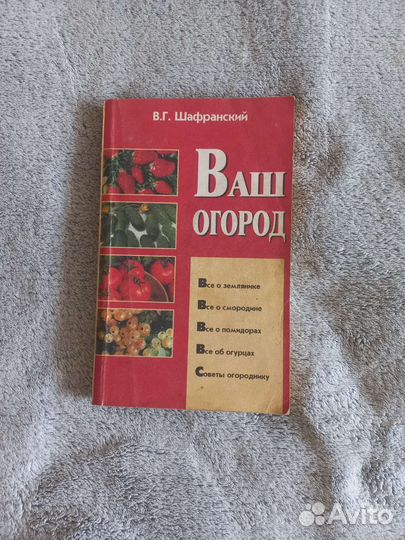 В.Г. Шафранский
ВАШ
ОГОРОД
Все о землянике
Все о смородине
Все о помидорах
Все об огурцах
Советы огороднику
Avito